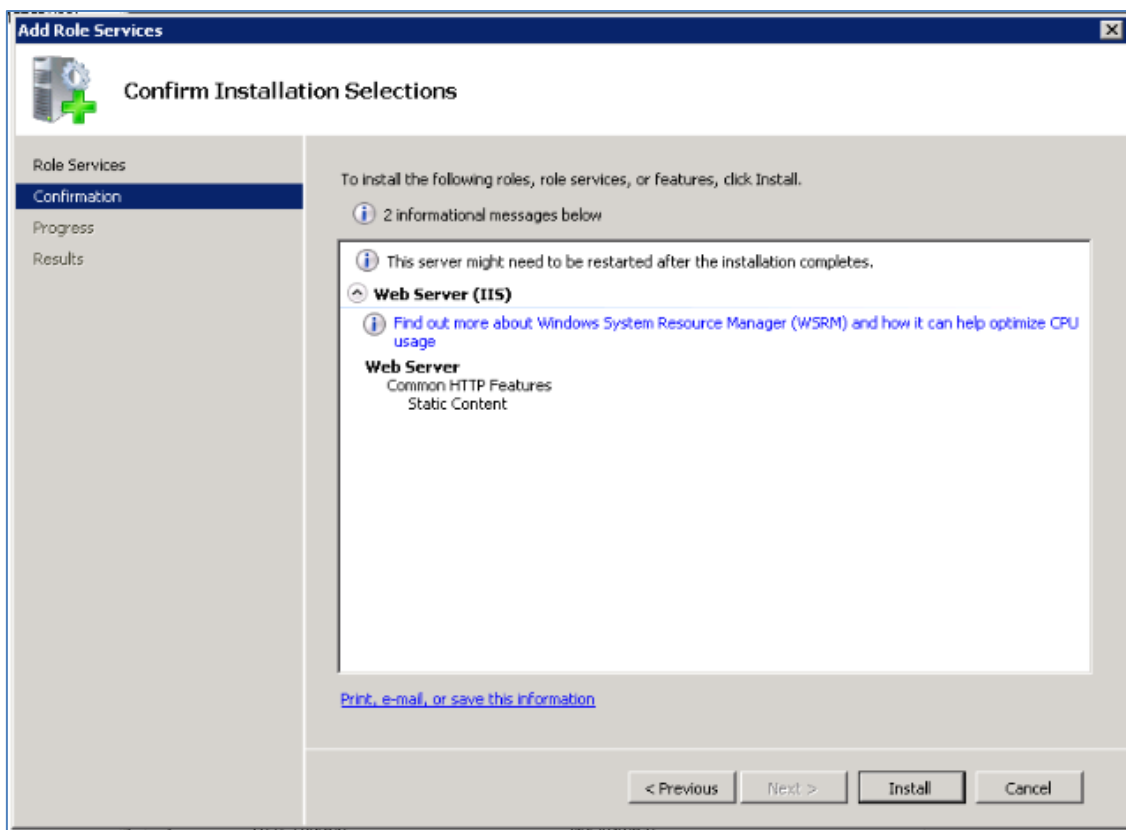 Add Role Services
Confirm Installation Selections
Role Services
Confirmation
Progress
Results
To install the following roles, role services, or features, click Install.
2 informational messages below
This server might need to be restarted after the installation completes.
Web Server (IIS)
Find out more about Windows System Resource Manager (WSRM) and how it can help optimize CPU
usage
Web Server
Common HTTP Features
Static Content
Print, e-mail, or save this information
< Previous
Next >
Install
Cancel